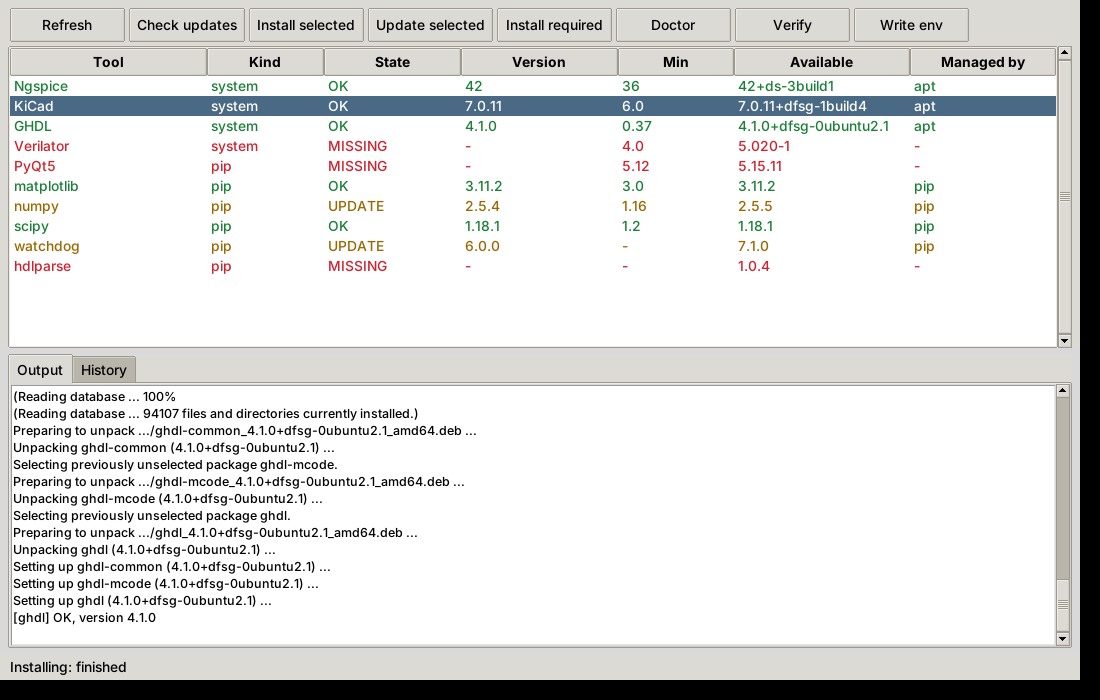 Refresh Check updates Install selected Update selected Install required Doctor Verify Write env
Tool Kind State Version Min Available Managed by
Ngspice system OK 42 36 42+ds-3build1 apt
KiCad system OK 7.0.11 6.0 7.0.11+dfsg-1build4 apt
GHDL system OK 4.1.0 0.37 4.1.0+dfsg-0ubuntu2.1 apt
Verilator system MISSING - 4.0 5.020-1 -
PyQt5 pip MISSING - 5.12 5.15.11 -
matplotlib pip OK 3.11.2 3.0 3.11.2 pip
numpy pip UPDATE 2.5.4 1.16 2.5.5 pip
scipy pip OK 1.18.1 1.2 1.18.1 pip
watchdog pip UPDATE 6.0.0 - 7.1.0 pip
hdlparse pip MISSING - - 1.0.4 -
Output History
(Reading database ... 100%
(Reading database ... 94107 files and directories currently installed.)
Preparing to unpack .../ghdl-common_4.1.0+dfsg-0ubuntu2.1_amd64.deb ...
Unpacking ghdl-common (4.1.0+dfsg-0ubuntu2.1) ...
Selecting previously unselected package ghdl-mcode.
Preparing to unpack .../ghdl-mcode_4.1.0+dfsg-0ubuntu2.1_amd64.deb ...
Unpacking ghdl-mcode (4.1.0+dfsg-0ubuntu2.1) ...
Selecting previously unselected package ghdl.
Preparing to unpack .../ghdl_4.1.0+dfsg-0ubuntu2.1_amd64.deb ...
Unpacking ghdl (4.1.0+dfsg-0ubuntu2.1) ...
Setting up ghdl-common (4.1.0+dfsg-0ubuntu2.1) ...
Setting up ghdl-mcode (4.1.0+dfsg-0ubuntu2.1) ...
Setting up ghdl (4.1.0+dfsg-0ubuntu2.1) ...
[ghdl] OK, version 4.1.0
Installing: finished